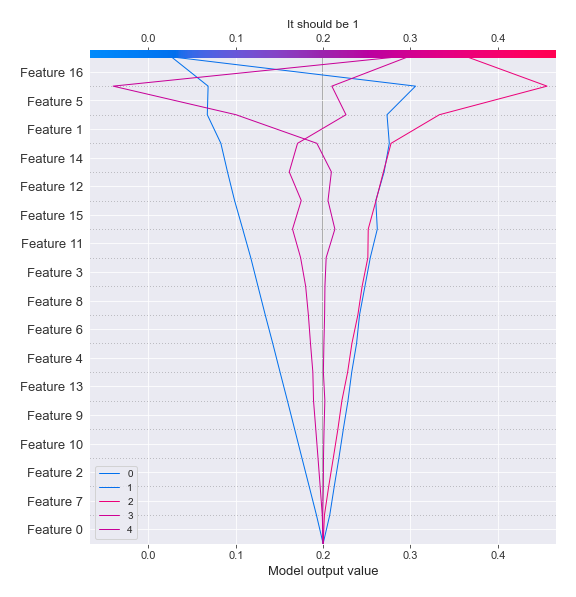 It should be 1
0.0 0.1 0.2 0.3 0.4
Feature 16
Feature 5
Feature 1
Feature 14
Feature 12
Feature 15
Feature 11
Feature 3
Feature 8
Feature 6
Feature 4
Feature 13
Feature 9
Feature 10
Feature 2
Feature 7
Feature 0
0
1
2
3
4
0.0 0.1 0.2 0.3 0.4
Model output value